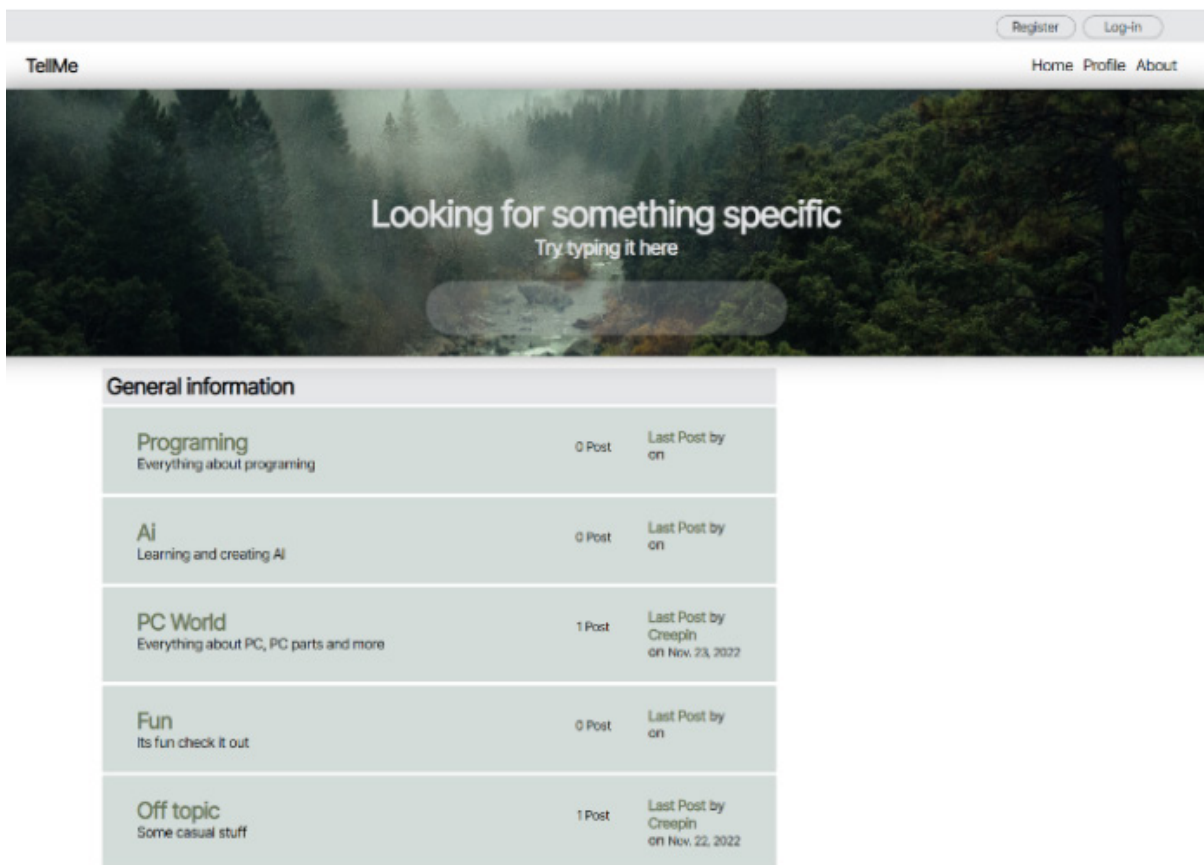 Register Log-in
TellMe
Home Profile About
Looking for something specific
Try typing it here
General information
Programing
Everything about programing
0 Post
Last Post by
on
Ai
Learning and creating AI
0 Post
Last Post by
on
PC World
Everything about PC, PC parts and more
1 Post
Last Post by
Creepin
on Nov. 23, 2022
Fun
Its fun check it out
0 Post
Last Post by
on
Off topic
Some casual stuff
1 Post
Last Post by
Creepin
on Nov. 22, 2022